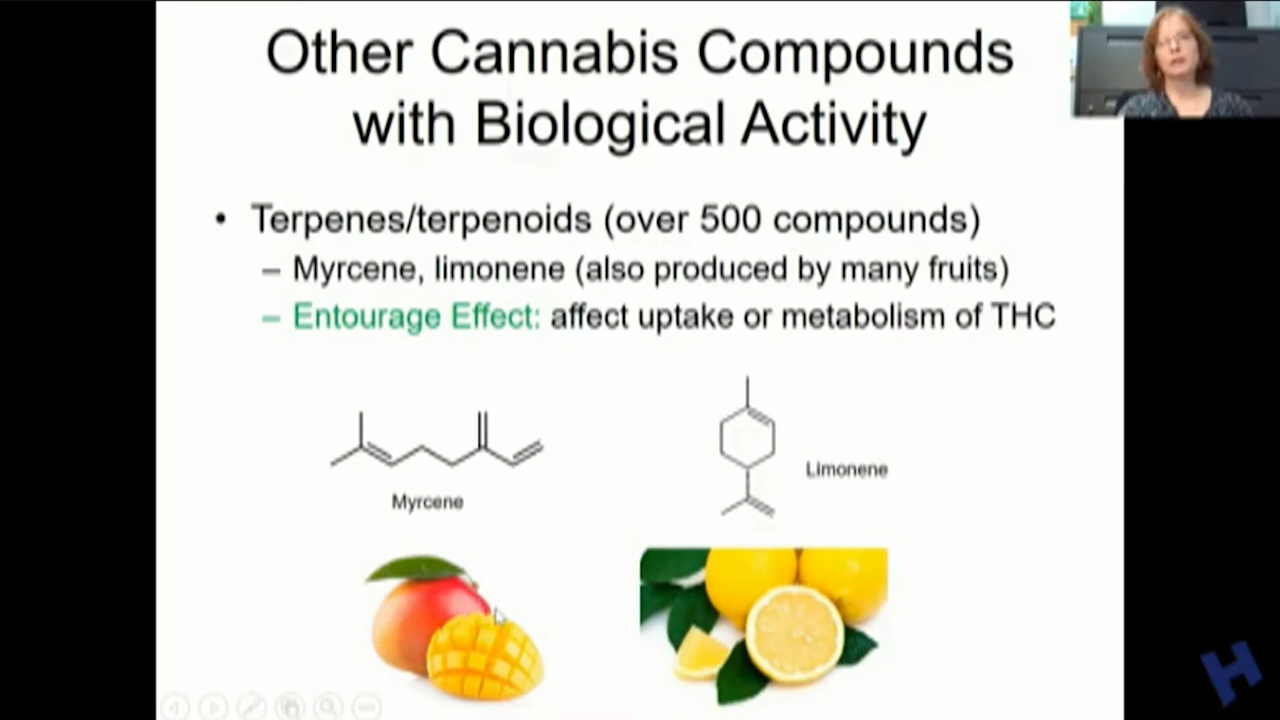 Other Cannabis Compounds
with Biological Activity
• Terpenes/terpenoids (over 500 compounds)
– Myrcene, limonene (also produced by many fruits)
– Entourage Effect: affect uptake or metabolism of THC
Myrcene
Limonene
H